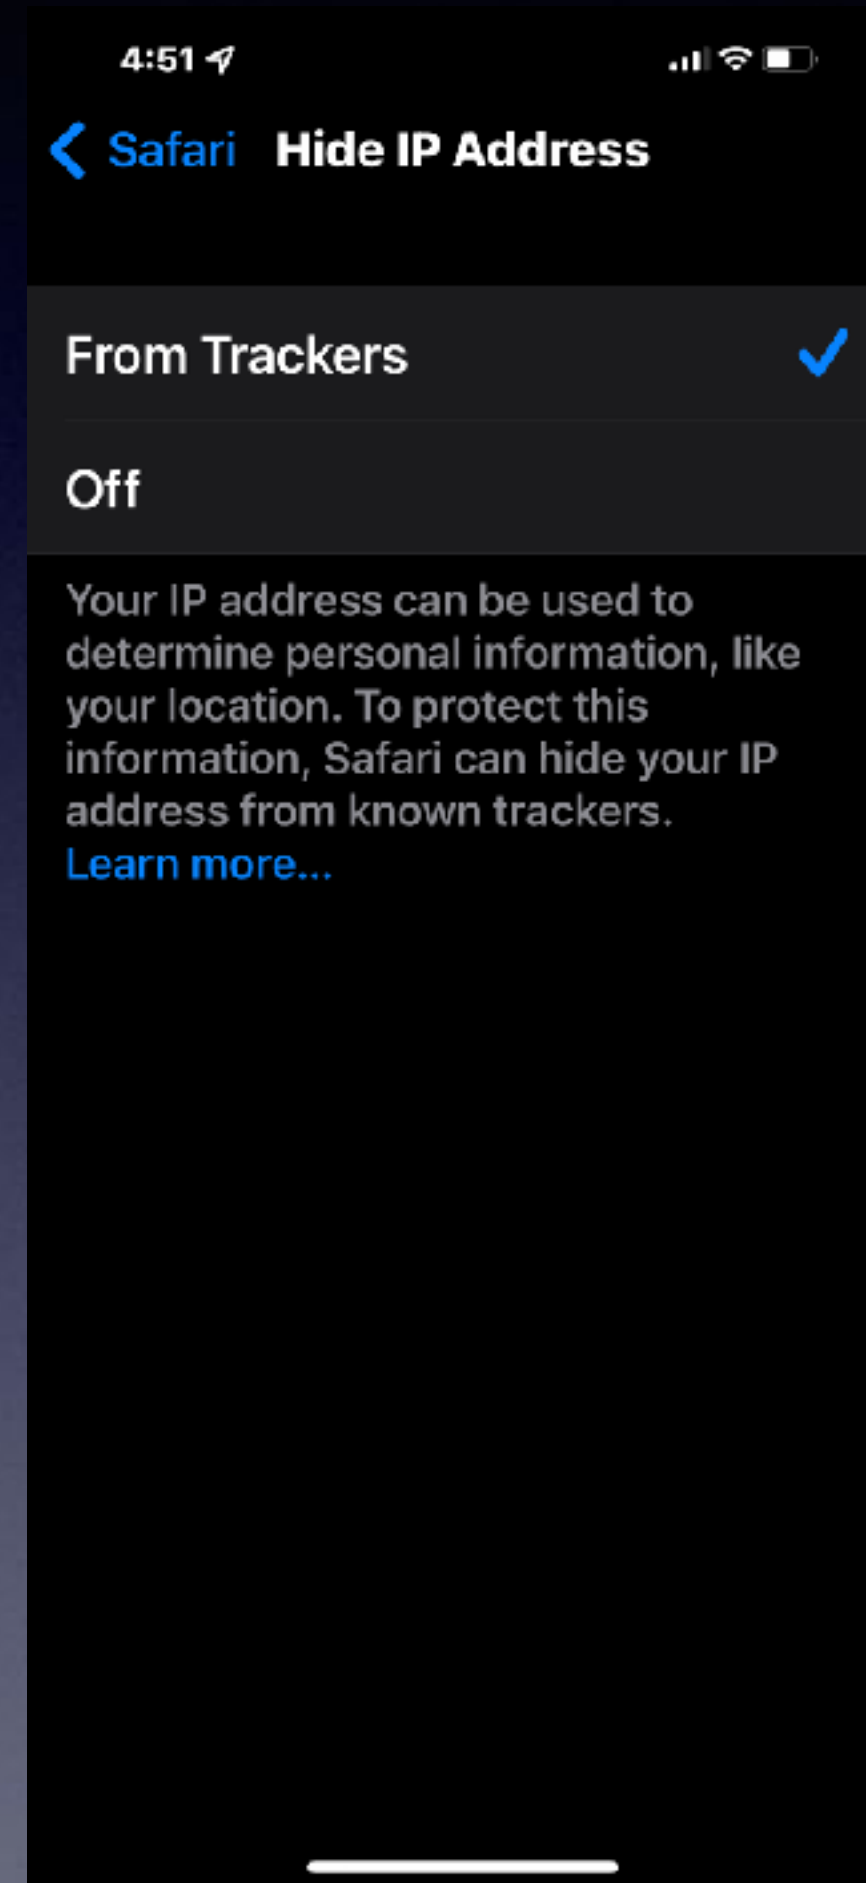 4:51
Safari Hide IP Address
From Trackers
Off
Your IP address can be used to
determine personal information, like
your location. To protect this
information, Safari can hide your IP
address from known trackers.
Learn more...